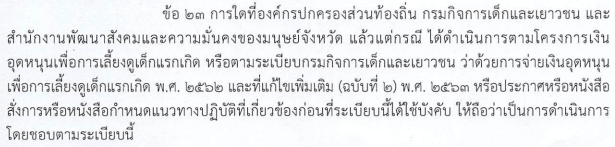 ข้อ ๒๓ การใดที่องค์กรปกครองส่วนท้องถิ่น กรมกิจการเด็กและเยาวชน และ
สำนักงานพัฒนาสังคมและความมั่นคงของมนุษย์จังหวัด แล้วแต่กรณี ได้ดำเนินการตามโครงการเงิน
อุดหนุนเพื่อการเลี้ยงดูเด็กแรกเกิด หรือตามระเบียบกรมกิจการเด็กและเยาวชน ว่าด้วยการจ่ายเงินอุดหนุน
เพื่อการเลี้ยงดูเด็กแรกเกิด พ.ศ. ๒๕๖๒ และที่แก้ไขเพิ่มเติม (ฉบับที่ ๒) พ.ศ. ๒๕๖๓ หรือประกาศหรือหนังสือ
สั่งการหรือหนังสือกำหนดแนวทางปฏิบัติที่เกี่ยวข้องก่อนที่ระเบียบนี้ได้ใช้บังคับ ให้ถือว่าเป็นการดำเนินการ
โดยชอบตามระเบียบนี้